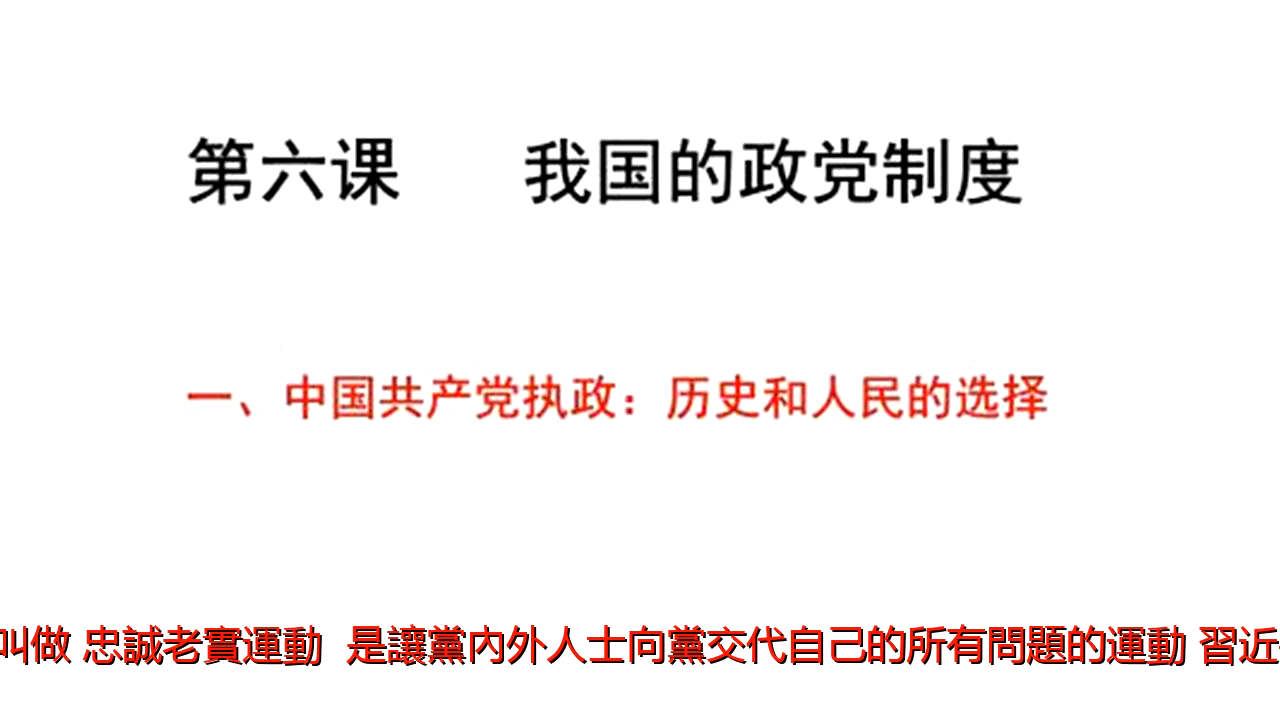 第六课 我国的政党制度
一、中国共产党执政：历史和人民的选择
叫做 忠誠老實運動 是讓黨內外人士向黨交代自己的所有問題的運動 習近